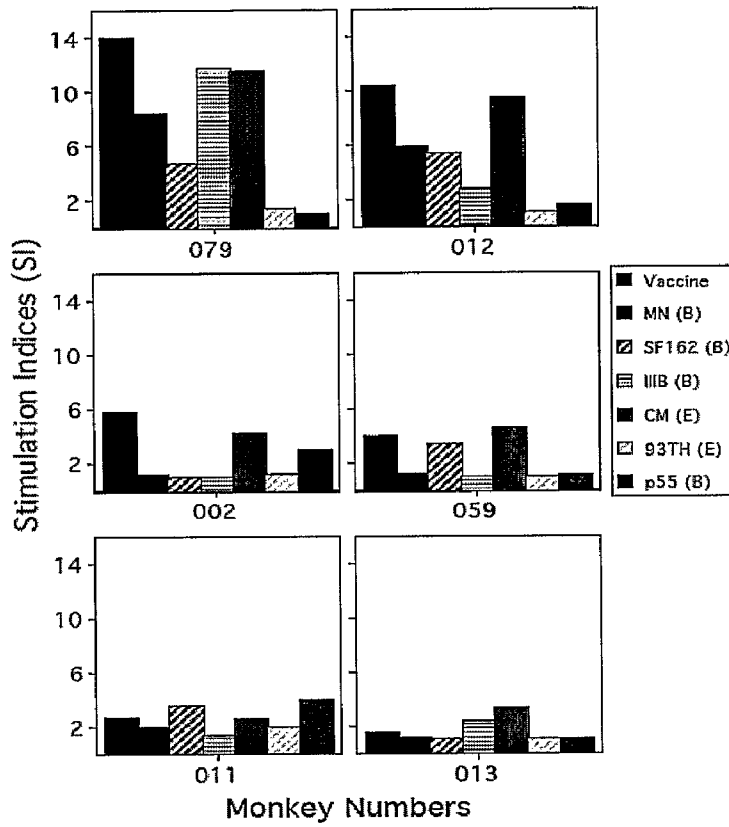 14
10
6
2
079
012
14
10
6
2
002
059
14
10
6
2
011
013
Stimulation Indices (SI)
Monkey Numbers
Vaccine
MN (B)
SF162 (B)
IIIB (B)
CM (E)
93TH (E)
p55 (B)